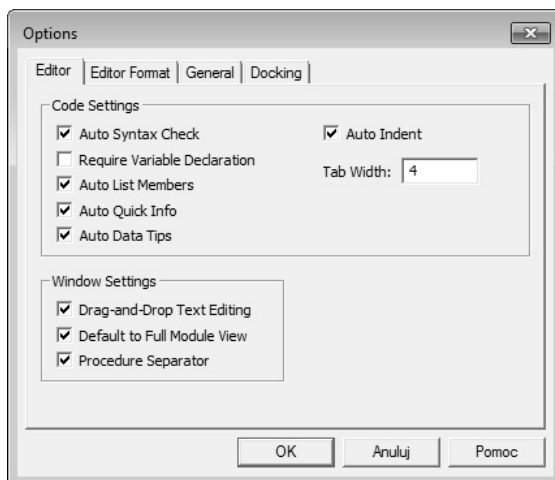 Options
Editor Editor Format General Docking
Code Settings
Auto Syntax Check
Auto Indent
Require Variable Declaration
Tab Width: 4
Auto List Members
Auto Quick Info
Auto Data Tips
Window Settings
Drag-and-Drop Text Editing
Default to Full Module View
Procedure Separator
OK Anuluj Pomoc